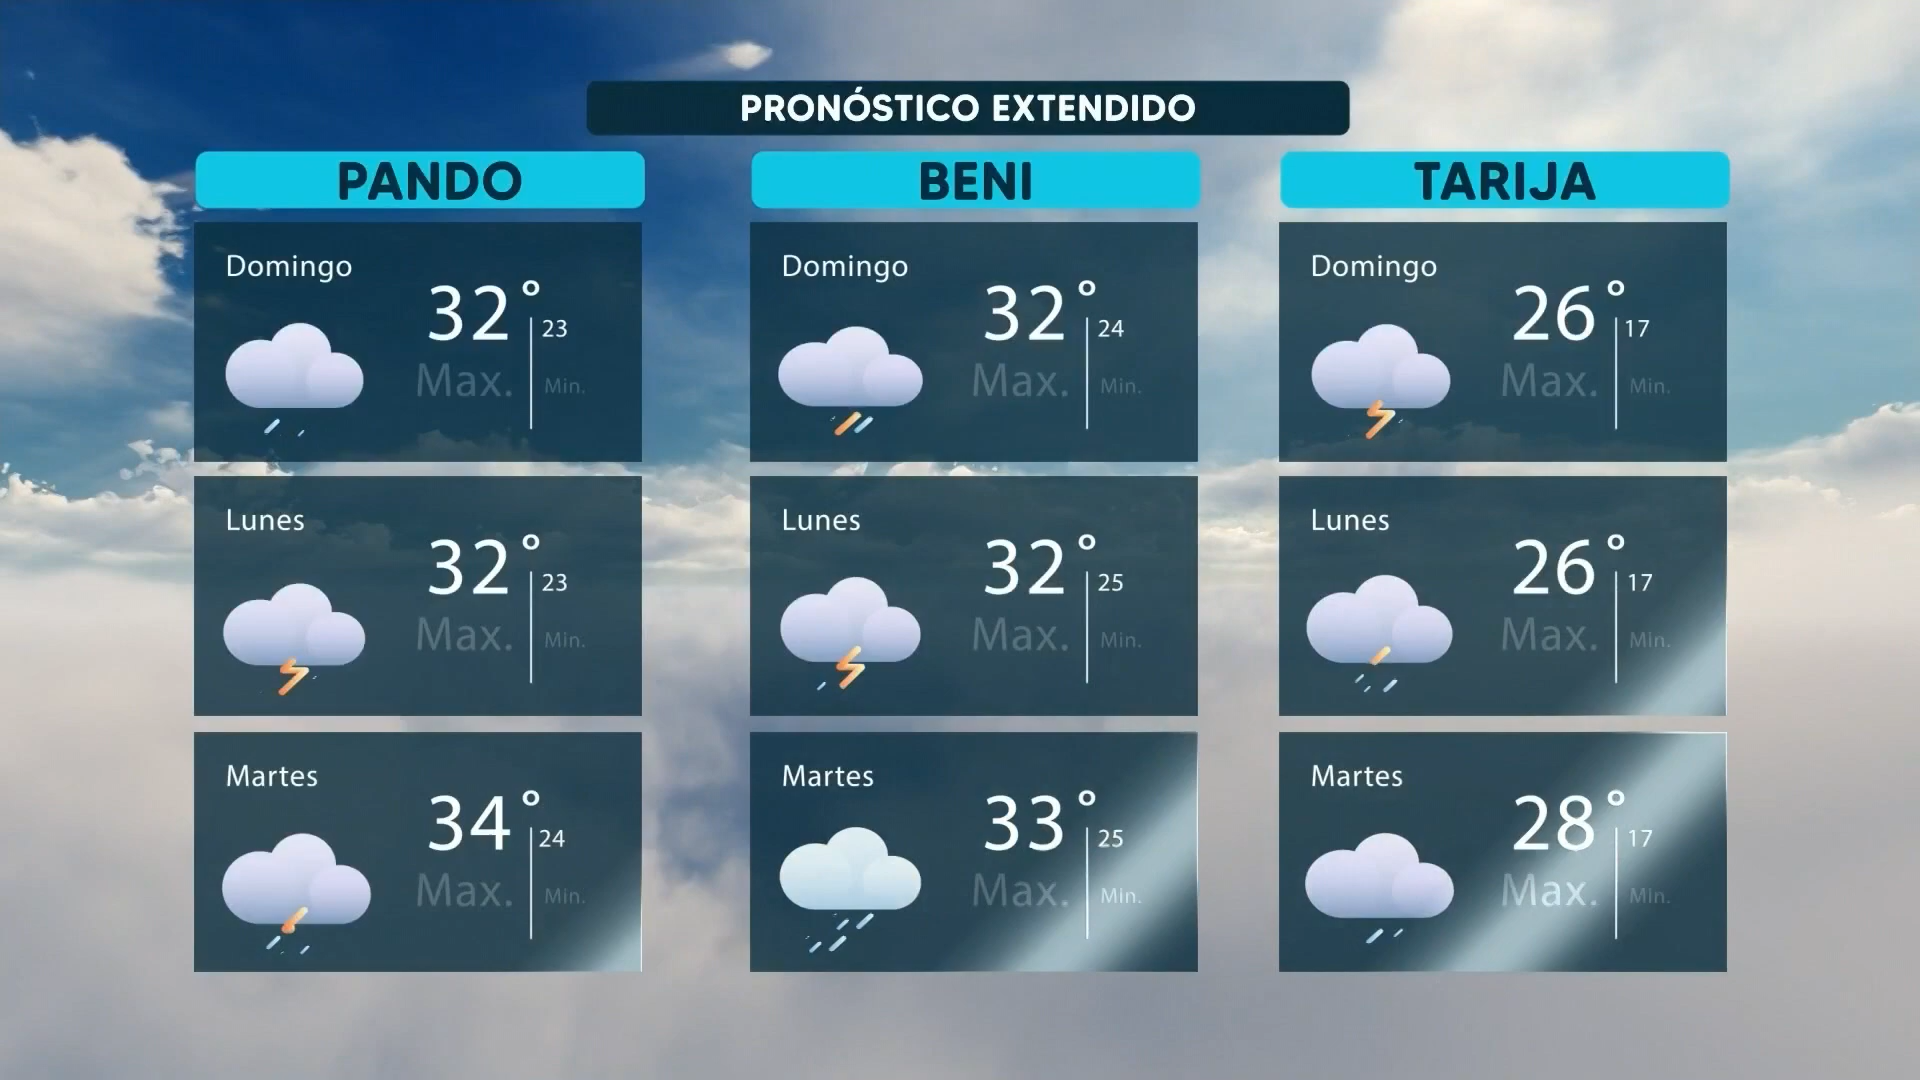 PRONÓSTICO EXTENDIDO
PANDO
Domingo
32°
23
Max.
Min.
Lunes
32°
23
Max.
Min.
Martes
34°
24
Max.
Min.
BENI
Domingo
32°
24
Max.
Min.
Lunes
32°
25
Max.
Min.
Martes
33°
25
Max.
Min.
TARIJA
Domingo
26°
17
Max.
Min.
Lunes
26°
17
Max.
Min.
Martes
28°
17
Max.
Min.